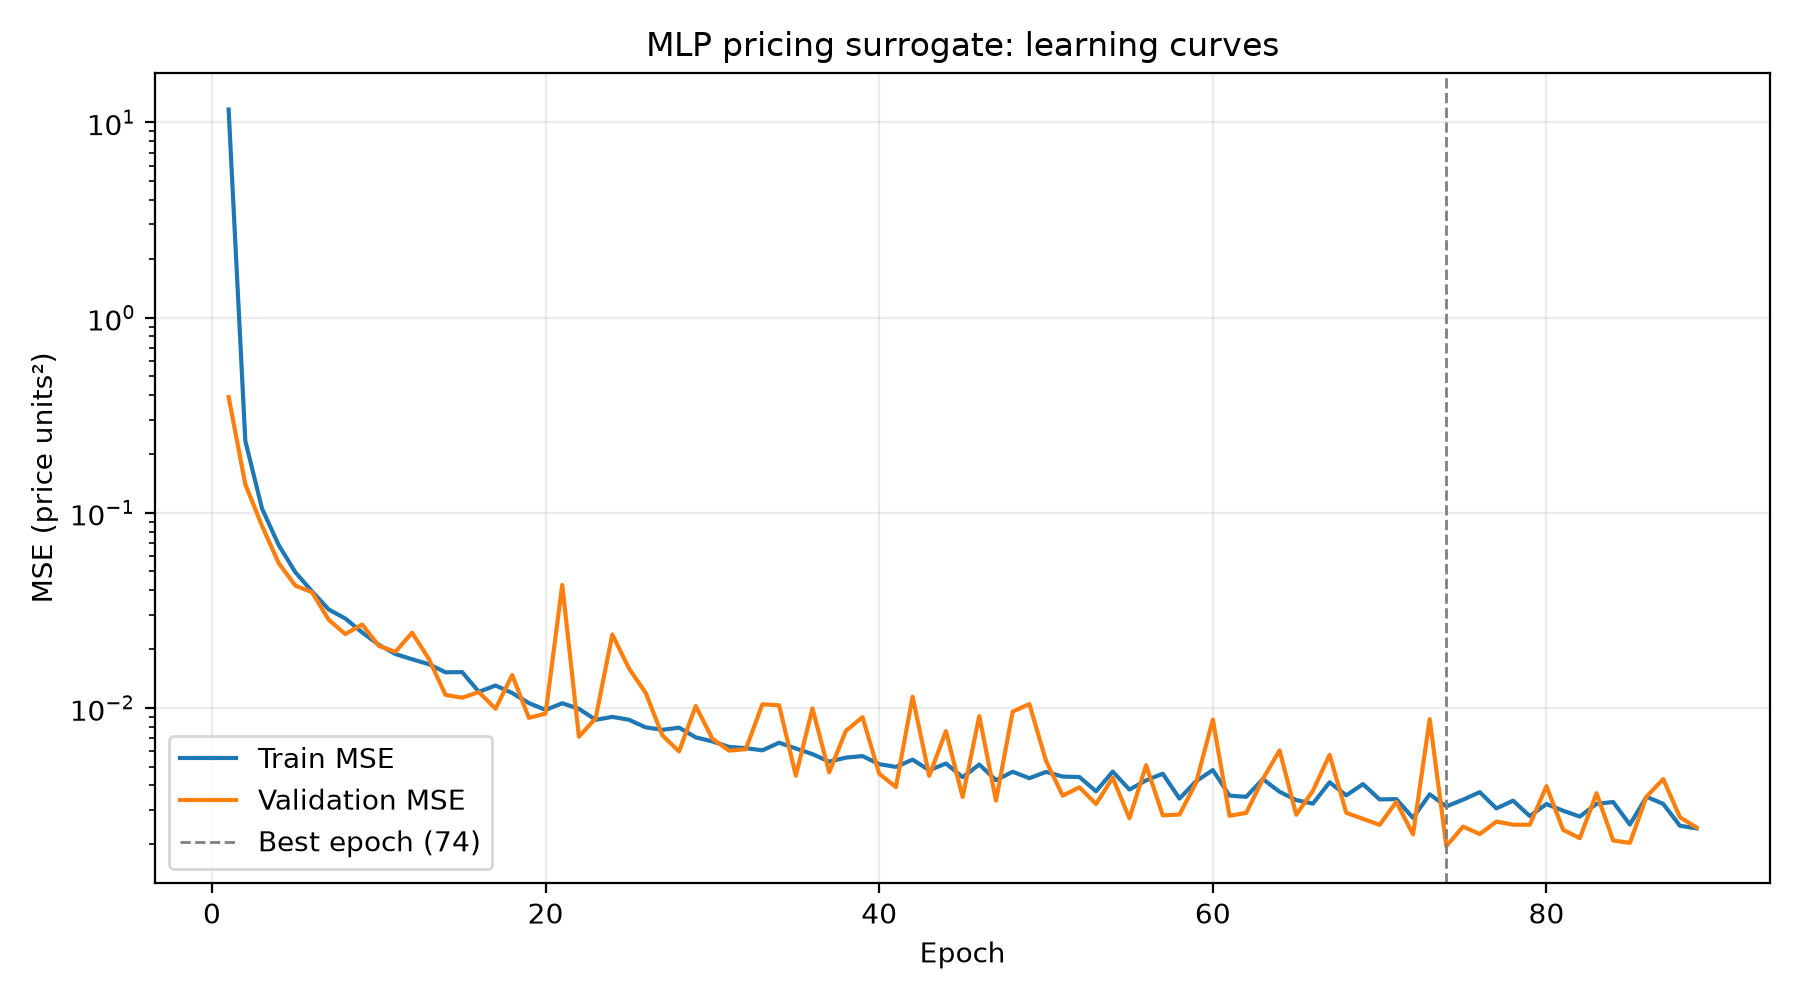 MLP pricing surrogate: learning curves
MSE (price units²)
10¹
10⁰
10⁻¹
10⁻²
Train MSE
Validation MSE
Best epoch (74)
0 20 40 60 80
Epoch